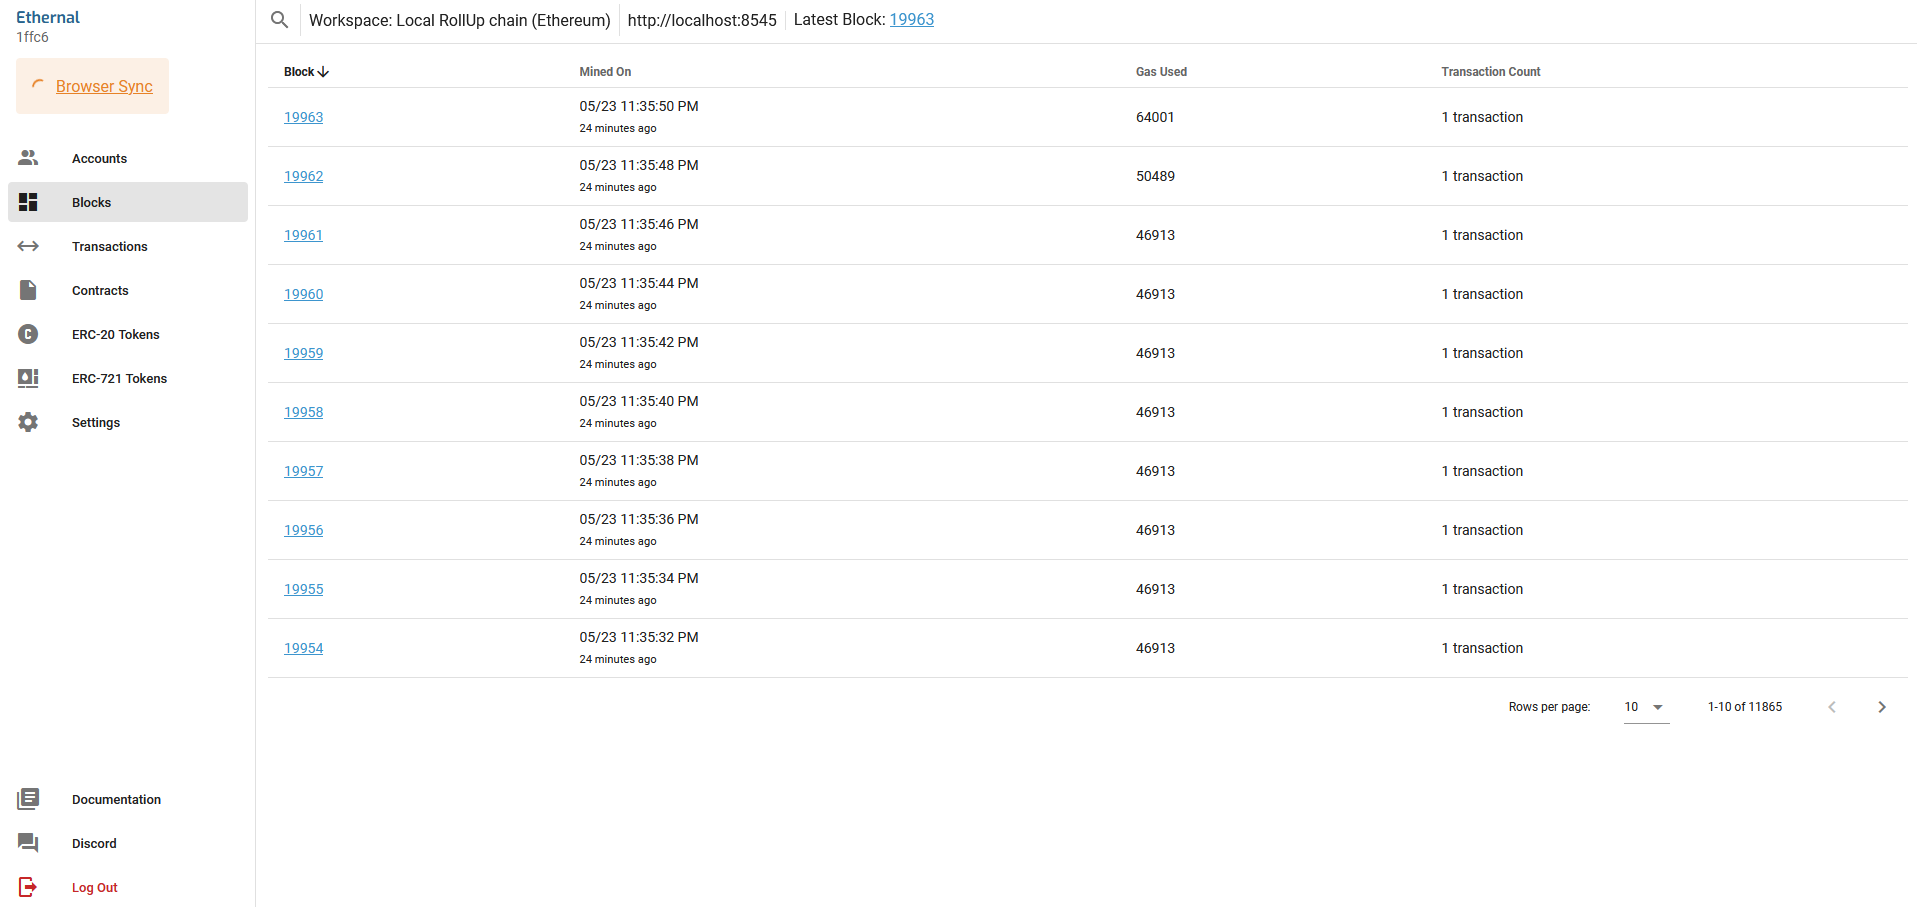 Ethernal
1ffc6
Browser Sync
Accounts
Blocks
Transactions
Contracts
ERC-20 Tokens
ERC-721 Tokens
Settings
Documentation
Discord
Log Out
Workspace: Local RollUp chain (Ethereum) http://localhost:8545 Latest Block: 19963
Block Mined On Gas Used Transaction Count
19963 05/23 11:35:50 PM 64001 1 transaction
24 minutes ago
19962 05/23 11:35:48 PM 50489 1 transaction
24 minutes ago
19961 05/23 11:35:46 PM 46913 1 transaction
24 minutes ago
19960 05/23 11:35:44 PM 46913 1 transaction
24 minutes ago
19959 05/23 11:35:42 PM 46913 1 transaction
24 minutes ago
19958 05/23 11:35:40 PM 46913 1 transaction
24 minutes ago
19957 05/23 11:35:38 PM 46913 1 transaction
24 minutes ago
19956 05/23 11:35:36 PM 46913 1 transaction
24 minutes ago
19955 05/23 11:35:34 PM 46913 1 transaction
24 minutes ago
19954 05/23 11:35:32 PM 46913 1 transaction
24 minutes ago
Rows per page: 10 1-10 of 11865